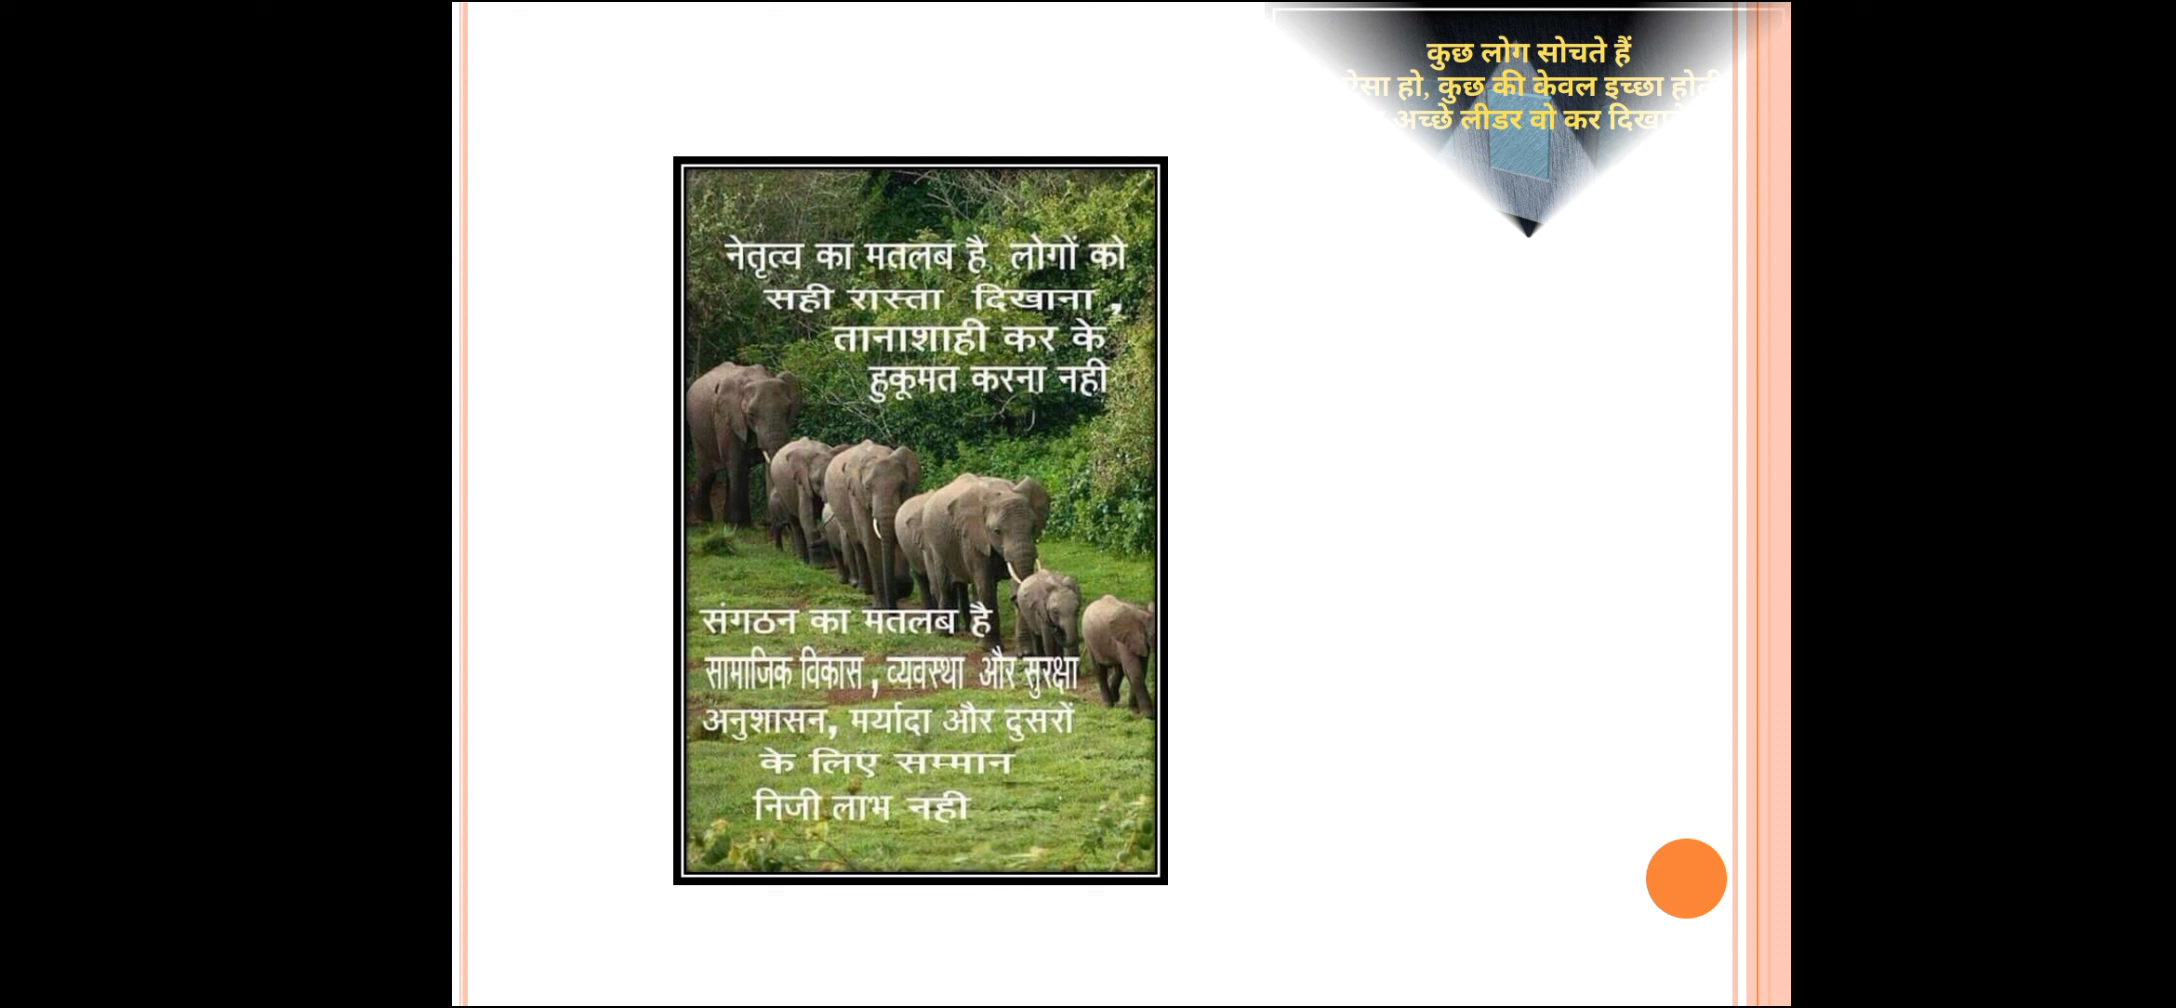 कुछ लोग सोचते हैं
हो, कुछ की केवल इच्छा
अच्छे लीडर वो कर
नेतृत्व का मतलब है लोगों को
सही रास्ता दिखाना ,
तानाशाही कर के
हुकूमत करना नही
संगठन का मतलब है
सामाजिक विकास , व्यवस्था और सुरक्षा
अनुशासन, मर्यादा और दुसरों
के लिए सम्मान
निजी लाभ नही